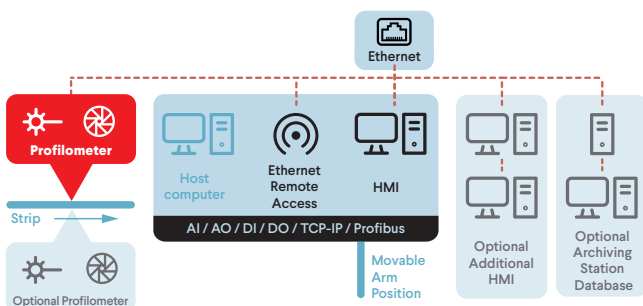 Ethernet
Profilometer
Strip
Optional Profilometer
Host
computer
Ethernet
Remote
Access
HMI
AI / AO / DI / DO / TCP-IP / Profibus
Movable
Arm
Position
Optional
Additional
HMI
Optional
Archiving
Station
Database